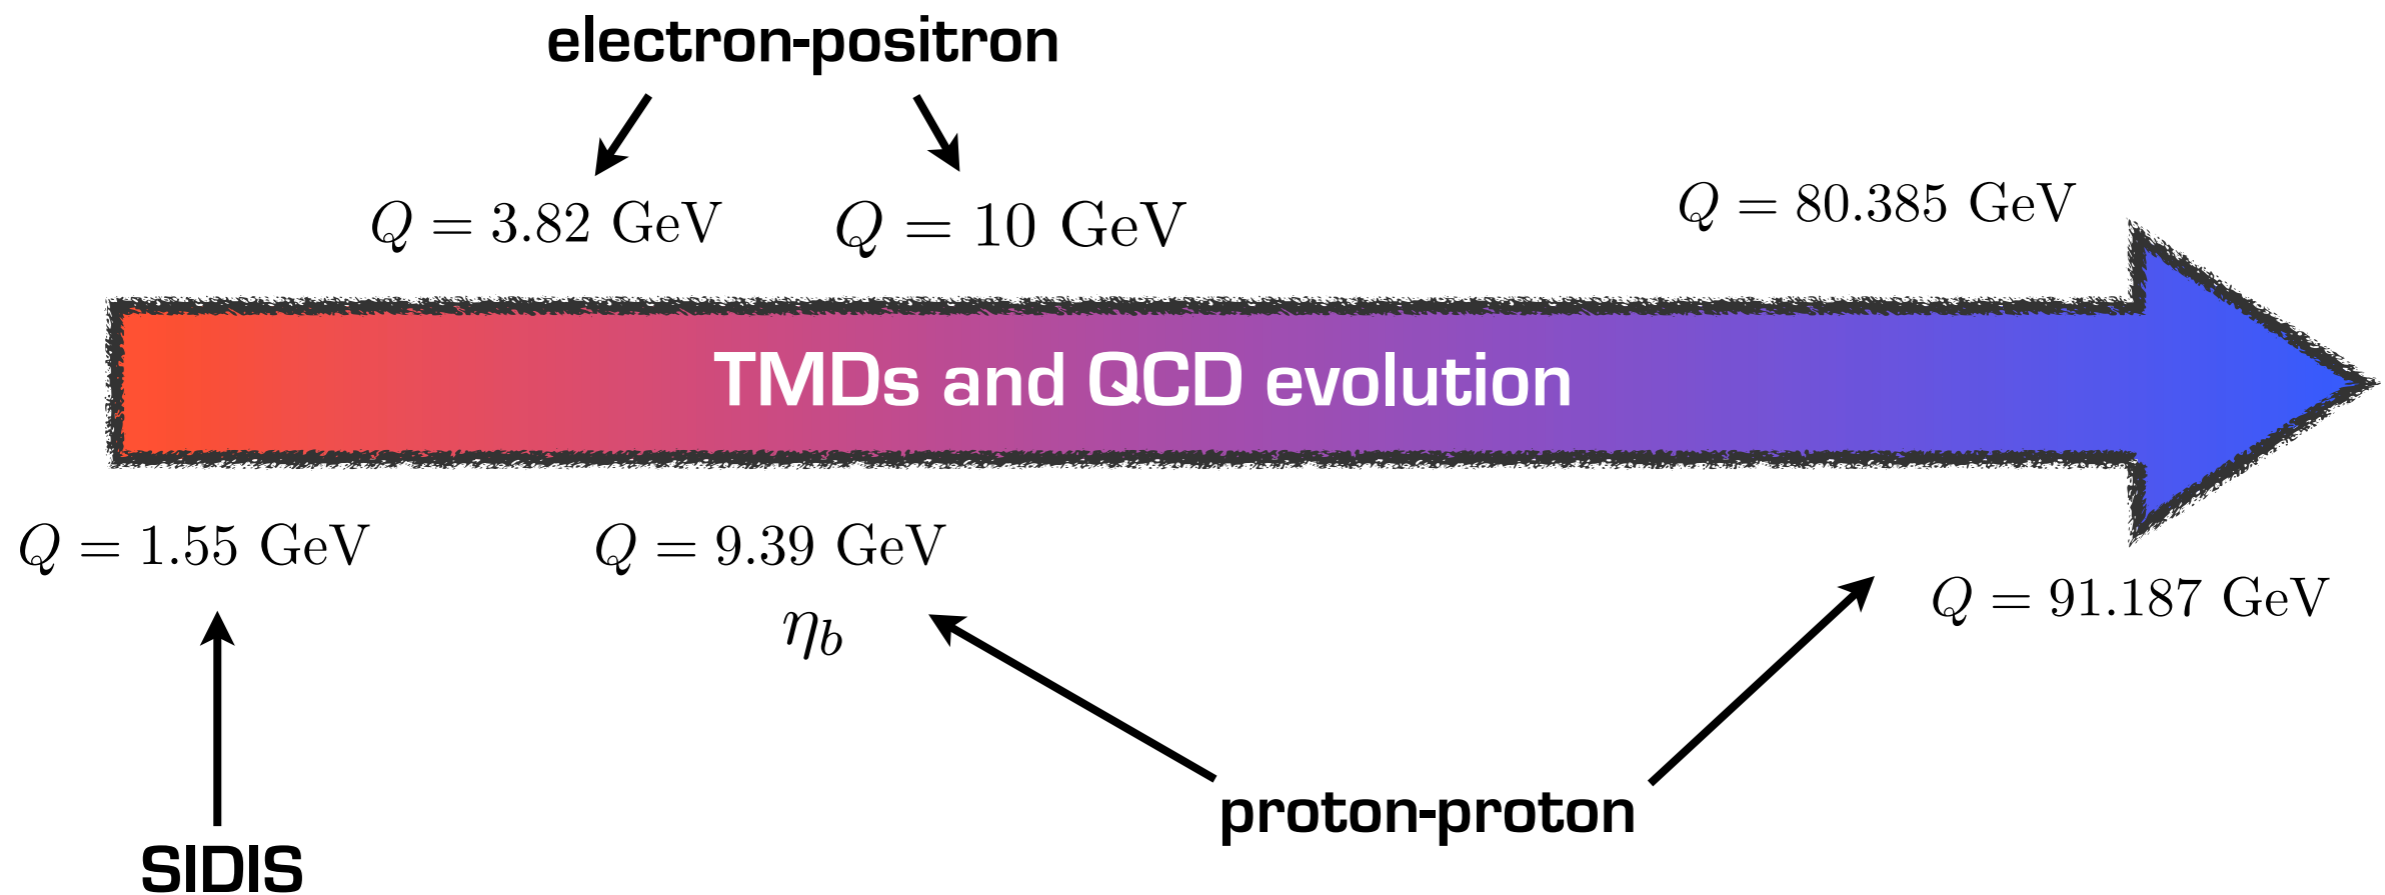 electron-positron
Q = 3.82 GeV
Q = 10 GeV
Q = 80.385 GeV
TMDs and QCD evolution
Q = 1.55 GeV
Q = 9.39 GeV
η_b
Q = 91.187 GeV
proton-proton
SIDIS